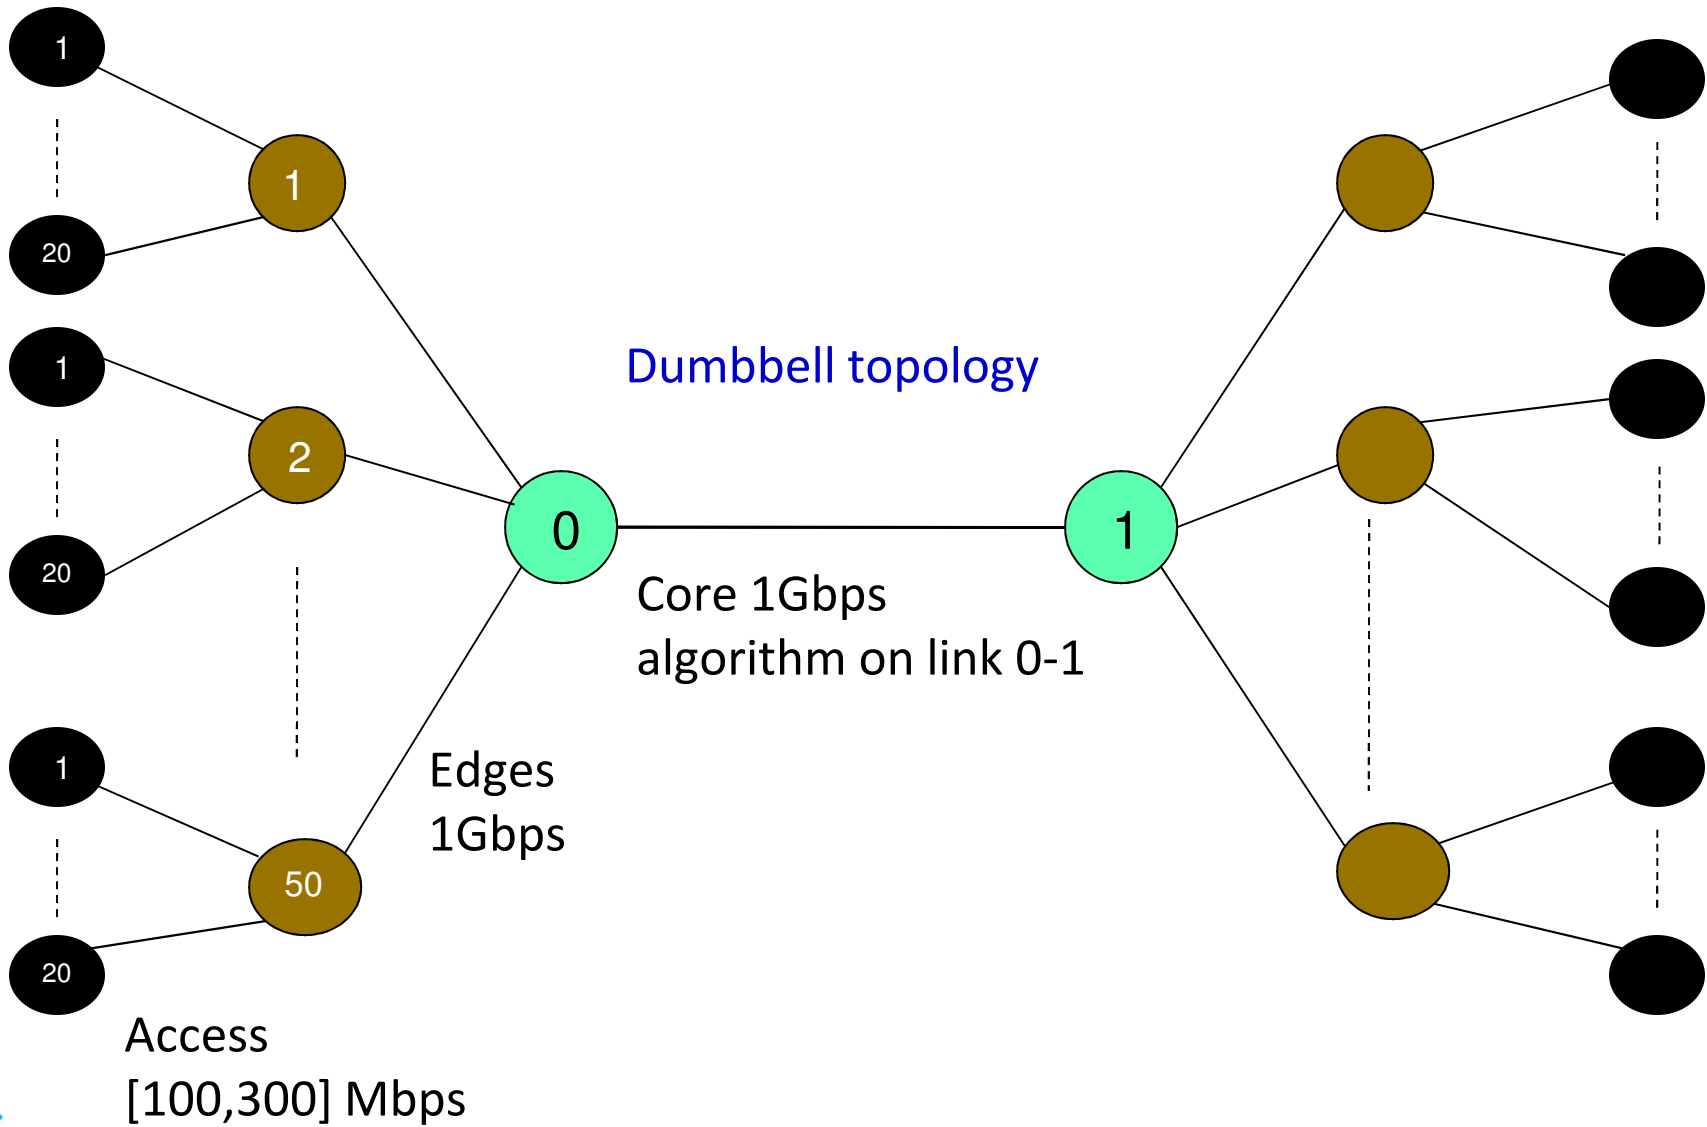 1
1
20
Dumbbell topology
1
2
20
0
1
Core 1Gbps
algorithm on link 0-1
1
Edges
1Gbps
50
20
Access
[100,300] Mbps